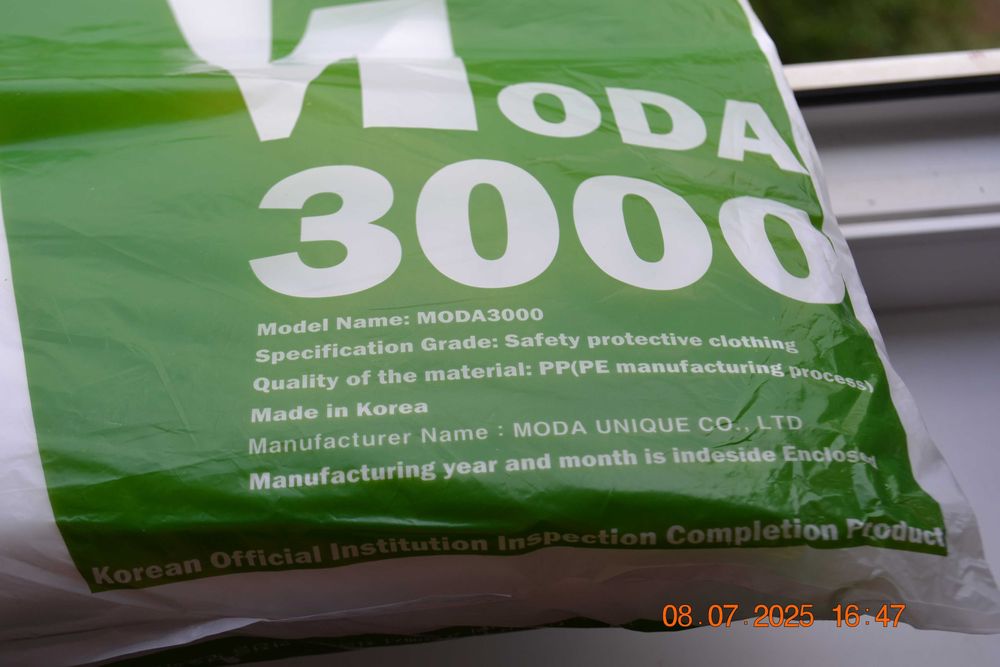 MODA
3000
Model Name: MODA3000
Specification Grade: Safety protective clothing
Quality of the material: PP(PE manufacturing process)
Made in Korea
Manufacturer Name : MODA UNIQUE CO., LTD
Manufacturing year and month is indeside Enclosed
Korean Official Institution Inspection Completion Product
08.07.2025 16:47